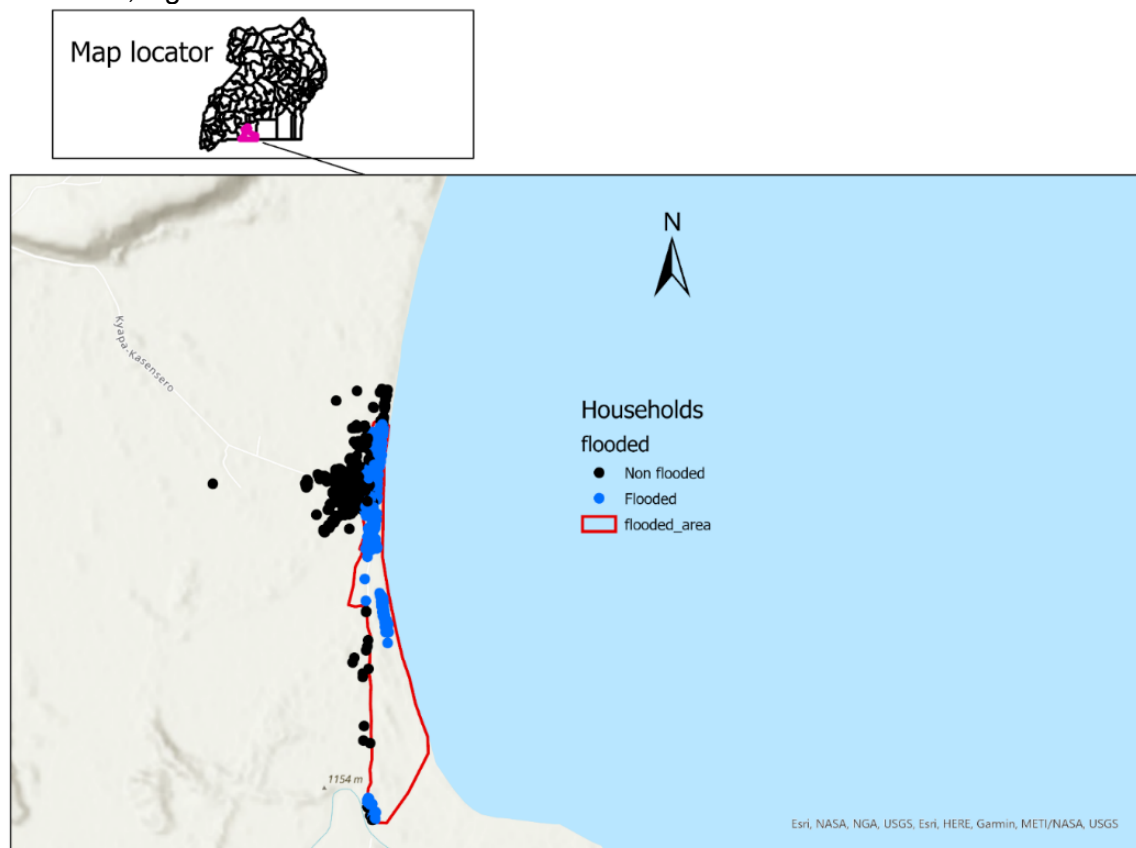 Map locator
N
Kyapa-Kasensero
Households
flooded
Non flooded
Flooded
flooded_area
1154 m
Esri, NASA, NGA, USGS, Esri, HERE, Garmin, METI/NASA, USGS